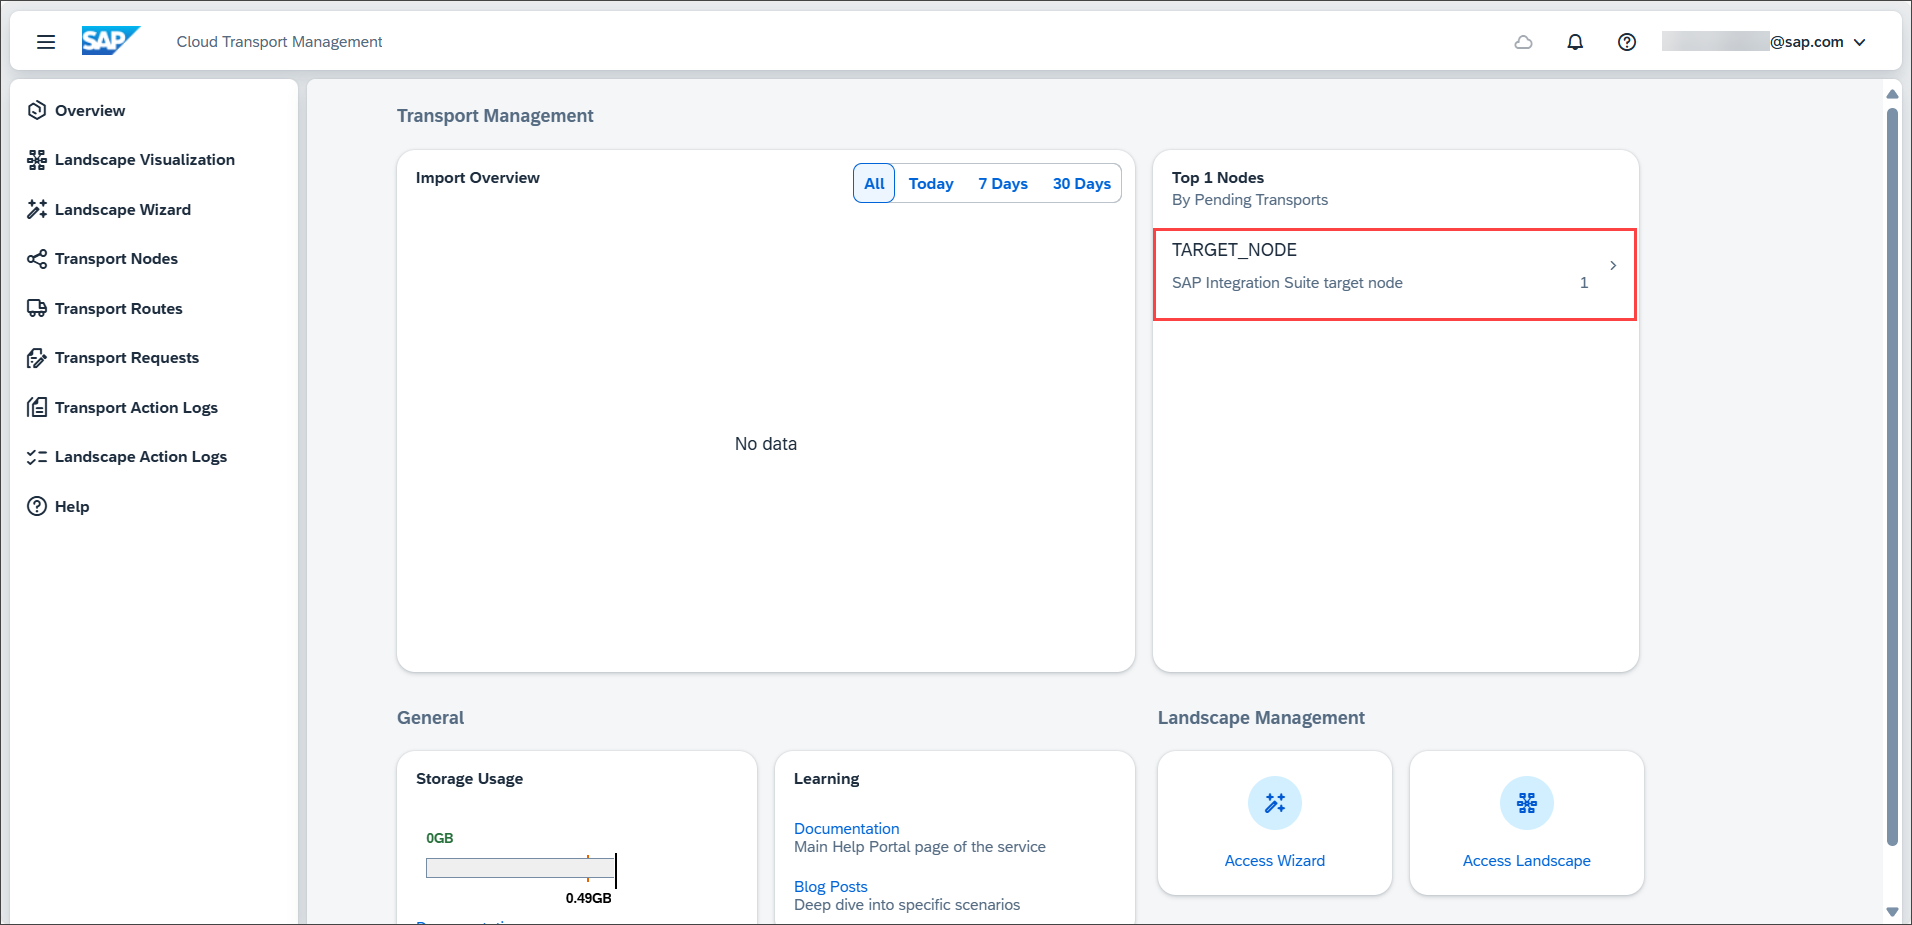 SAP
Cloud Transport Management
@sap.com
Overview
Landscape Visualization
Landscape Wizard
Transport Nodes
Transport Routes
Transport Requests
Transport Action Logs
Landscape Action Logs
Help
Transport Management
Import Overview
All Today 7 Days 30 Days
No data
Top 1 Nodes
By Pending Transports
TARGET_NODE
SAP Integration Suite target node 1
General
Storage Usage
0GB
0.49GB
Learning
Documentation
Main Help Portal page of the service
Blog Posts
Deep dive into specific scenarios
Landscape Management
Access Wizard
Access Landscape